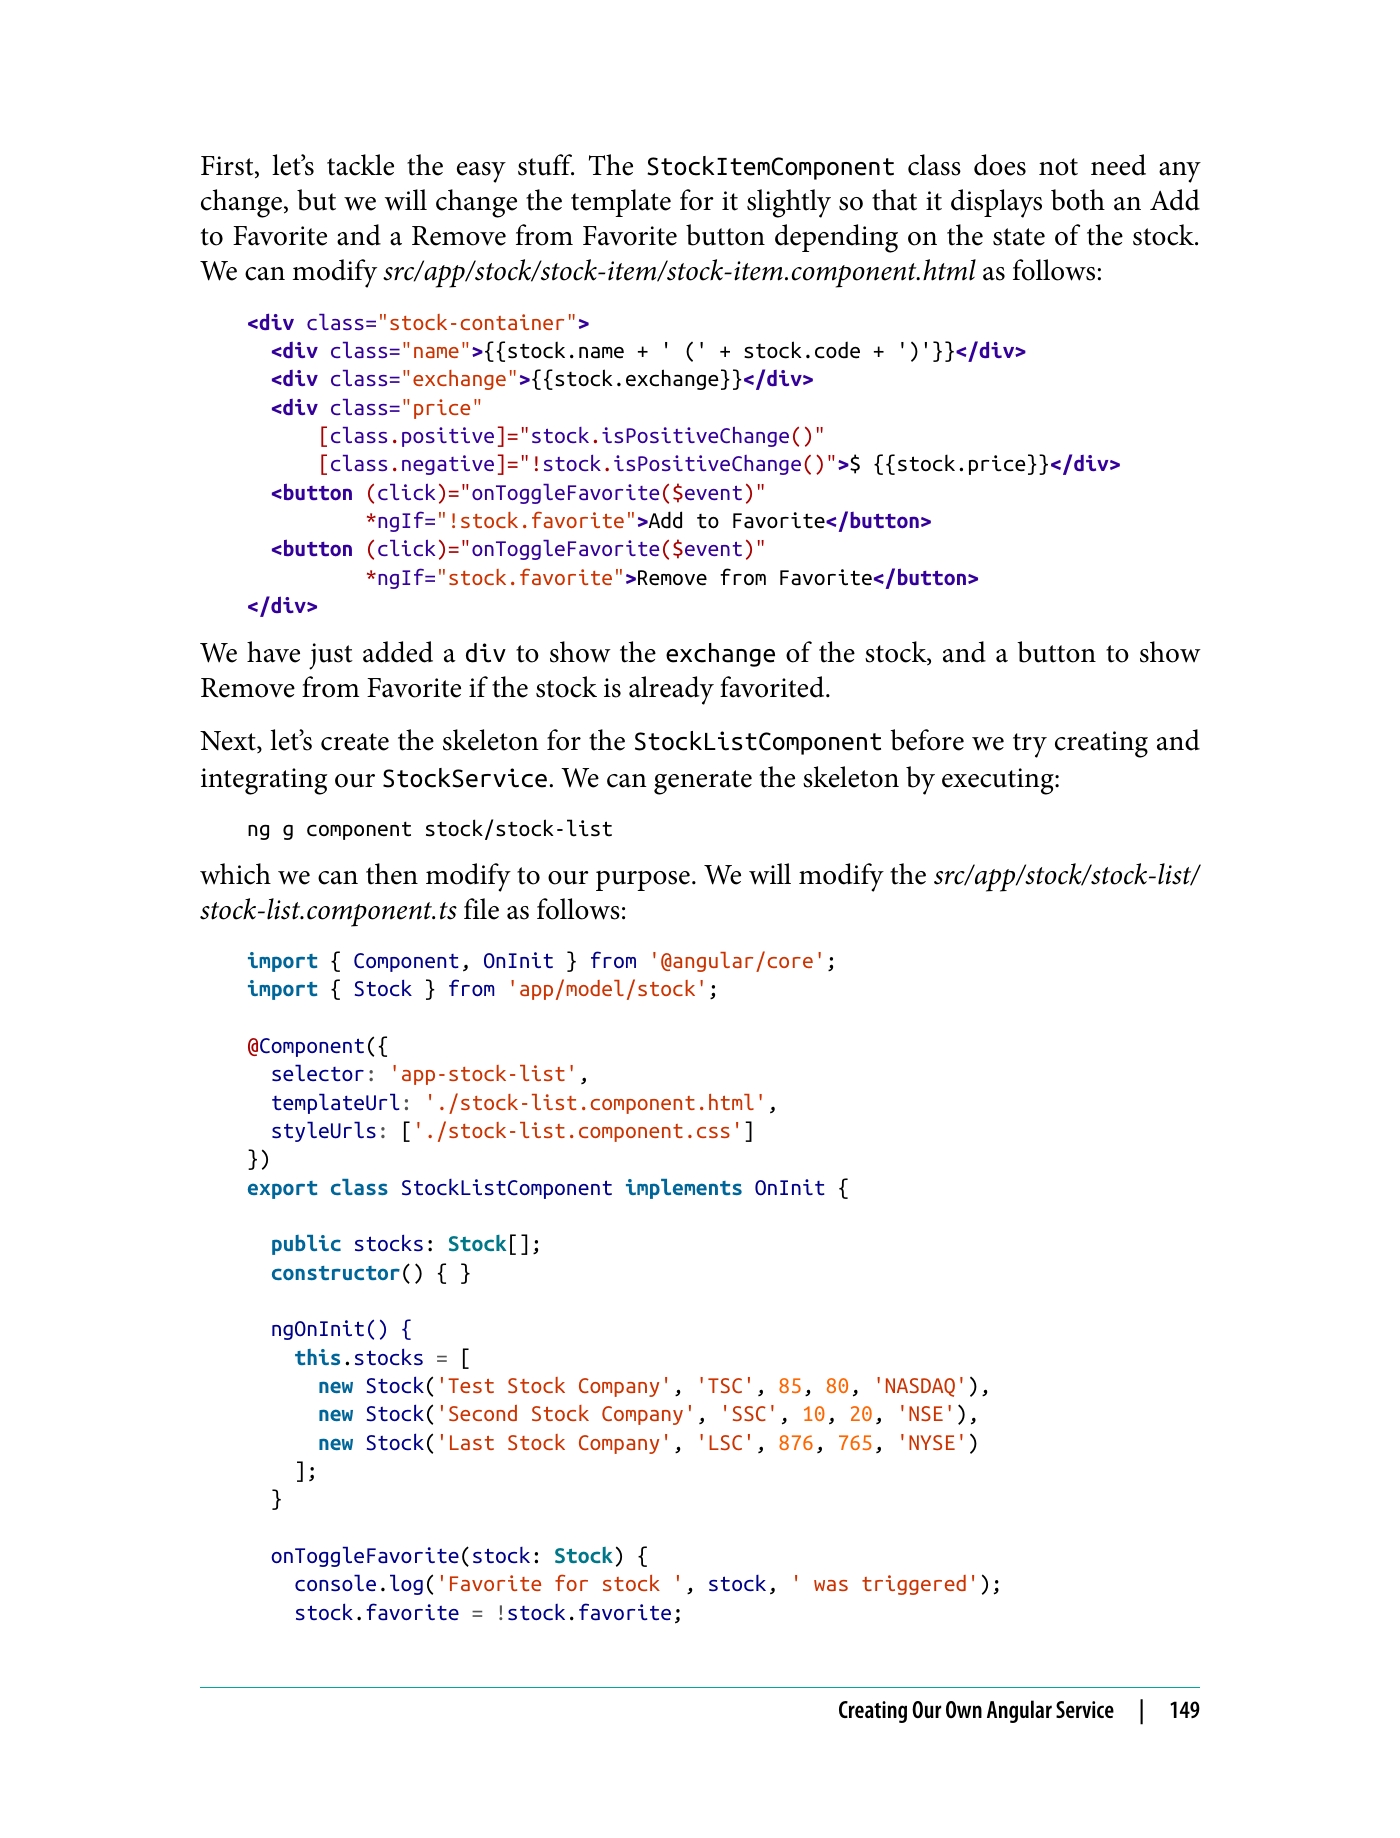 First, let’s tackle the easy stuff. The StockItemComponent class does not need any
change, but we will change the template for it slightly so that it displays both an Add
to Favorite and a Remove from Favorite button depending on the state of the stock.
We can modify src/app/stock/stock-item/stock-item.component.html as follows:
<div class="stock-container">
  <div class="name">{{stock.name + ' (' + stock.code + ')'}}</div>
  <div class="exchange">{{stock.exchange}}</div>
  <div class="price"
      [class.positive]="stock.isPositiveChange()"
      [class.negative]="!stock.isPositiveChange()">$ {{stock.price}}</div>
  <button (click)="onToggleFavorite($event)"
          *ngIf="!stock.favorite">Add to Favorite</button>
  <button (click)="onToggleFavorite($event)"
          *ngIf="stock.favorite">Remove from Favorite</button>
</div>
We have just added a div to show the exchange of the stock, and a button to show
Remove from Favorite if the stock is already favorited.
Next, let’s create the skeleton for the StockListComponent before we try creating and
integrating our StockService. We can generate the skeleton by executing:
ng g component stock/stock-list
which we can then modify to our purpose. We will modify the src/app/stock/stock-list/
stock-list.component.ts file as follows:
import { Component, OnInit } from '@angular/core';
import { Stock } from 'app/model/stock';
@Component({
  selector: 'app-stock-list',
  templateUrl: './stock-list.component.html',
  styleUrls: ['./stock-list.component.css']
})
export class StockListComponent implements OnInit {
  public stocks: Stock[];
  constructor() { }
  ngOnInit() {
    this.stocks = [
      new Stock('Test Stock Company', 'TSC', 85, 80, 'NASDAQ'),
      new Stock('Second Stock Company', 'SSC', 10, 20, 'NSE'),
      new Stock('Last Stock Company', 'LSC', 876, 765, 'NYSE')
    ];
  }
  onToggleFavorite(stock: Stock) {
    console.log('Favorite for stock ', stock, ' was triggered');
    stock.favorite = !stock.favorite;
Creating Our Own Angular Service | 149